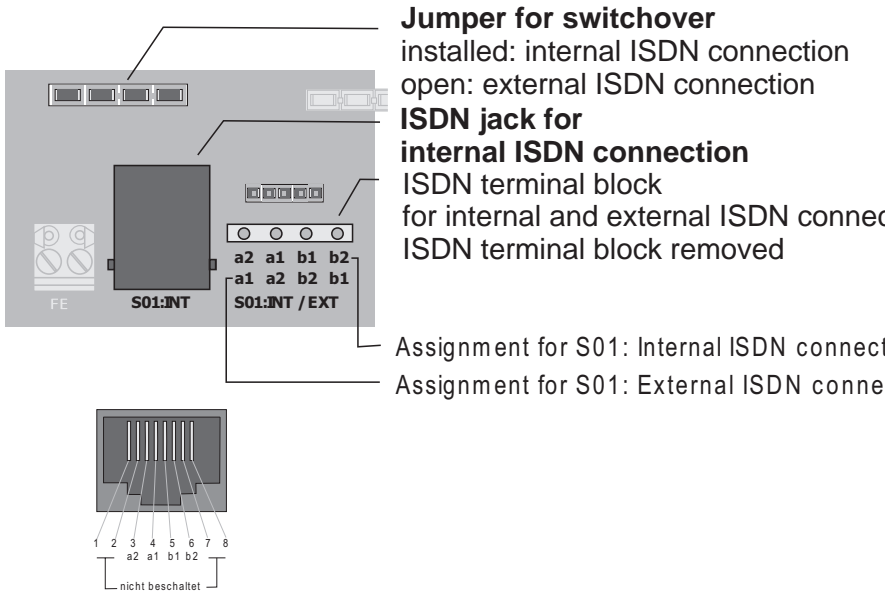 Jumper for switchover
installed: internal ISDN connection
open: external ISDN connection
ISDN jack for
internal ISDN connection
ISDN terminal block
for internal and external ISDN connec
ISDN terminal block removed
a2 a1 b1 b2
a1 a2 b2 b1
FE
S01:INT
S01:INT / EXT
Assignment for S01: Internal ISDN connect
Assignment for S01: External ISDN conne
1 2 3 4 5 6 7 8
a2 a1 b1 b2
nicht beschaltet